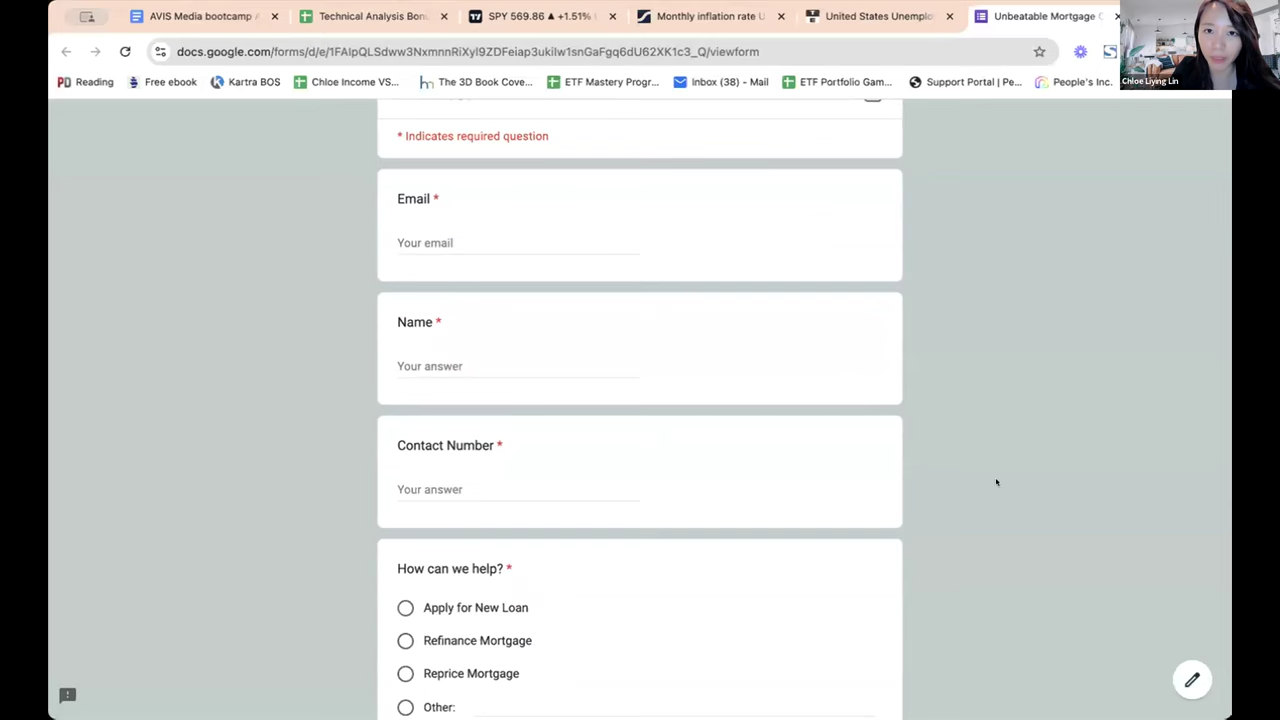 AVIS Media bootcamp
Technical Analysis Bon
SPY 569.86 ▲ +1.51%
Monthly inflation rate U
United States Unemplo
Unbeatable Mortgage C
docs.google.com/forms/d/e/1FAIpQLSdww3NxmnnRiXyl9ZDFeiap3ukiIw1snGaFgq6dU62XK1c3_Q/viewform
Reading
Free ebook
Kartra BOS
Chloe Income VS...
The 3D Book Cove...
ETF Mastery Progr...
Inbox (38) - Mail
ETF Portfolio Gam...
Support Portal | Pe...
People's Inc.
Chloe Liying Lin
* Indicates required question
Email *
Your email
Name *
Your answer
Contact Number *
Your answer
How can we help? *
Apply for New Loan
Refinance Mortgage
Reprice Mortgage
Other: